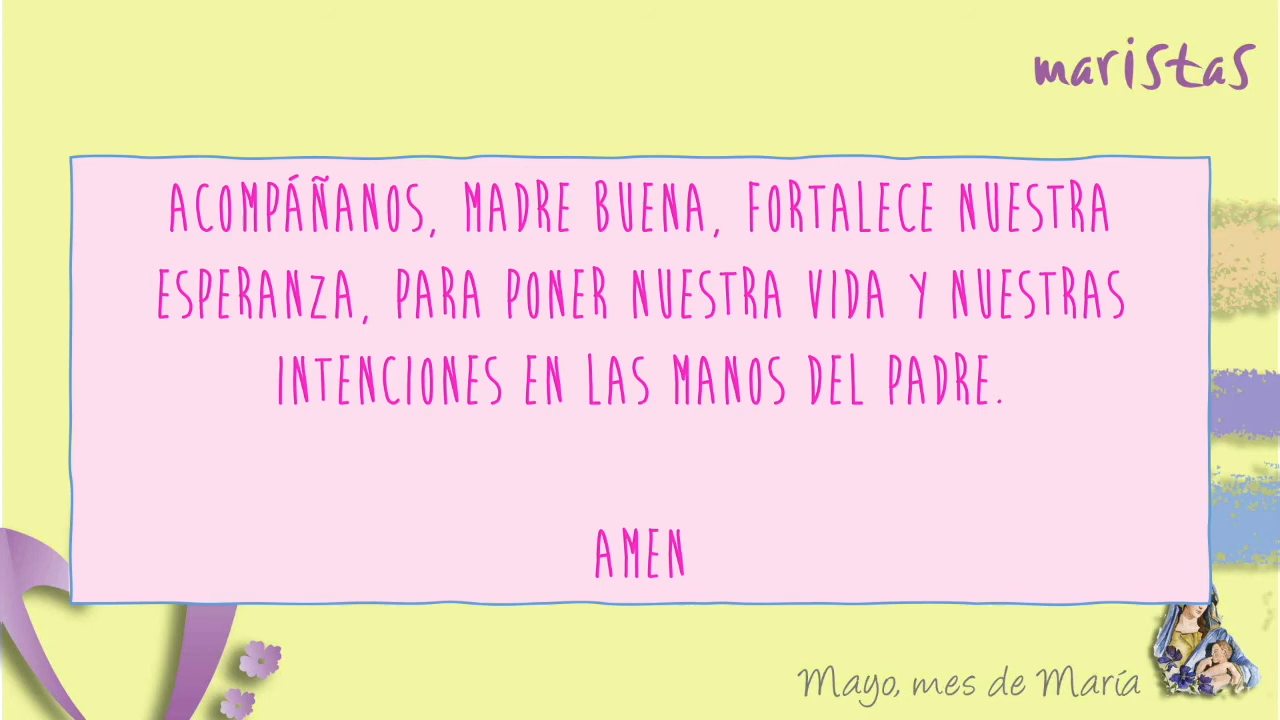 maristas
ACOMPÁÑANOS, MADRE BUENA, FORTALECE NUESTRA
ESPERANZA, PARA PONER NUESTRA VIDA Y NUESTRAS
INTENCIONES EN LAS MANOS DEL PADRE.
AMEN
Mayo, mes de María